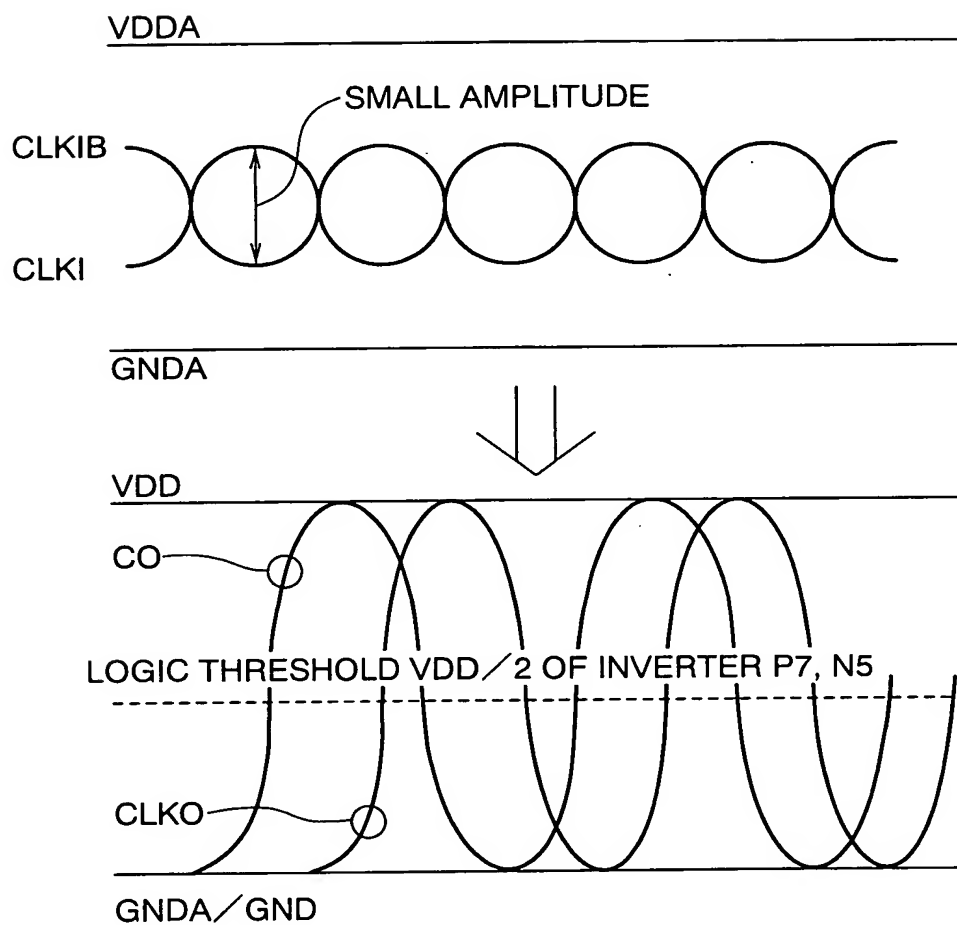 VDDA
SMALL AMPLITUDE
CLKIB
CLKI
GNDA
VDD
CO
LOGIC THRESHOLD VDD/2 OF INVERTER P7, N5
CLKO
GNDA/GND